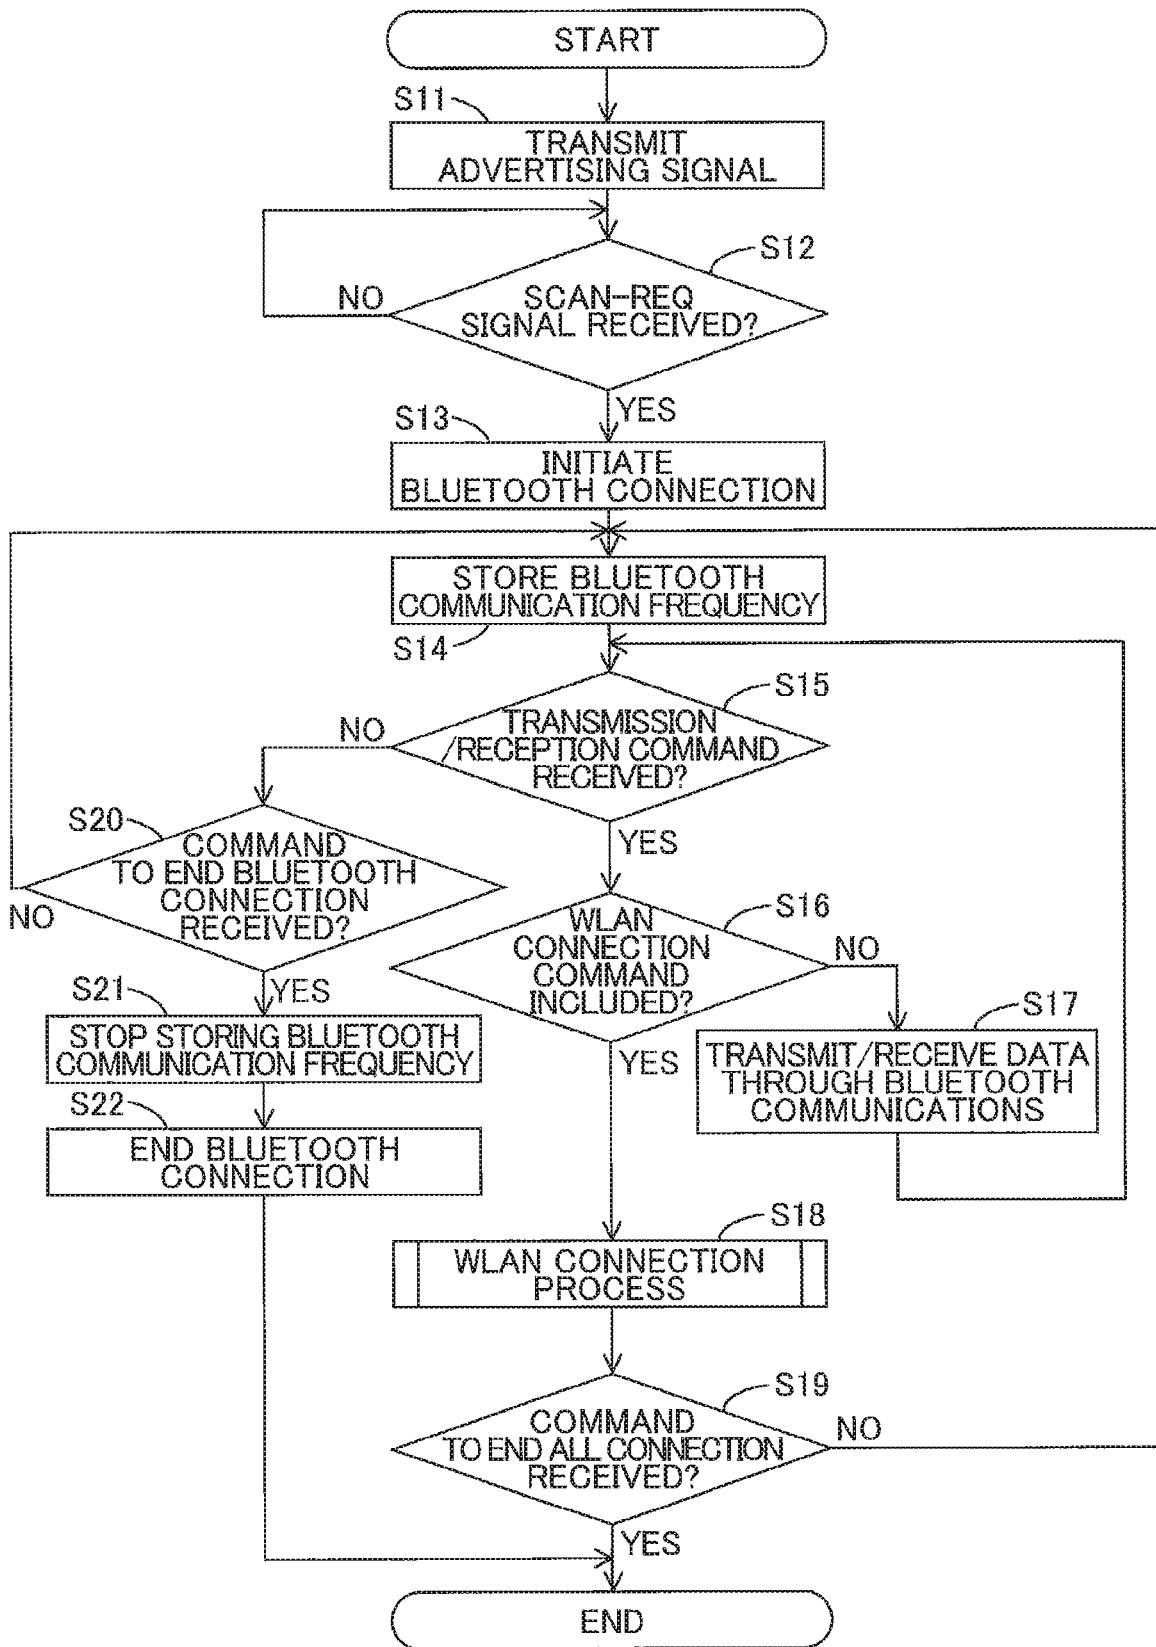 START
S11
TRANSMIT
ADVERTISING SIGNAL
S12
SCAN-REQ
SIGNAL RECEIVED?
NO
YES
S13
INITIATE
BLUETOOTH CONNECTION
STORE BLUETOOTH
COMMUNICATION FREQUENCY
S14
S15
TRANSMISSION
/RECEPTION COMMAND
RECEIVED?
NO
YES
S20
COMMAND
TO END BLUETOOTH
CONNECTION
RECEIVED?
NO
YES
S16
WLAN
CONNECTION
COMMAND
INCLUDED?
NO
YES
S21
STOP STORING BLUETOOTH
COMMUNICATION FREQUENCY
S17
TRANSMIT/RECEIVE DATA
THROUGH BLUETOOTH
COMMUNICATIONS
S22
END BLUETOOTH
CONNECTION
S18
WLAN CONNECTION
PROCESS
S19
COMMAND
TO END ALL CONNECTION
RECEIVED?
NO
YES
END